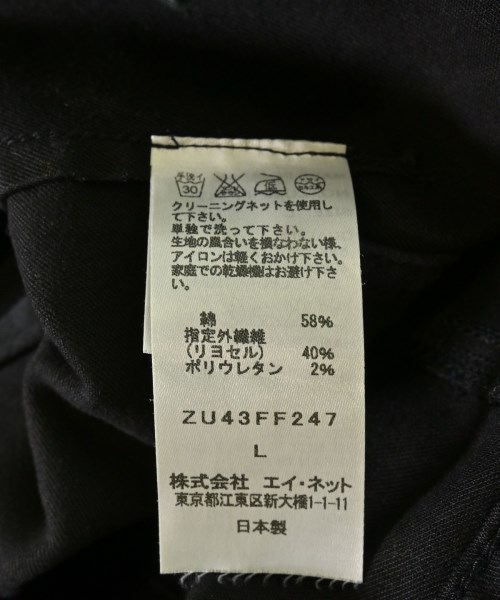 手洗イ
30
低
クリーニングネットを使用し
て下さい。
単独で洗って下さい。
生地の風合いを損なわない様、
アイロンは軽くおかけ下さい。
家庭での乾燥機はお避け下さ
い。
綿 58%
指定外繊維
(リヨセル) 40%
ポリウレタン 2%
ZU43FF247
L
株式会社 エイ・ネット
東京都江東区新大橋1-1-11
日本製